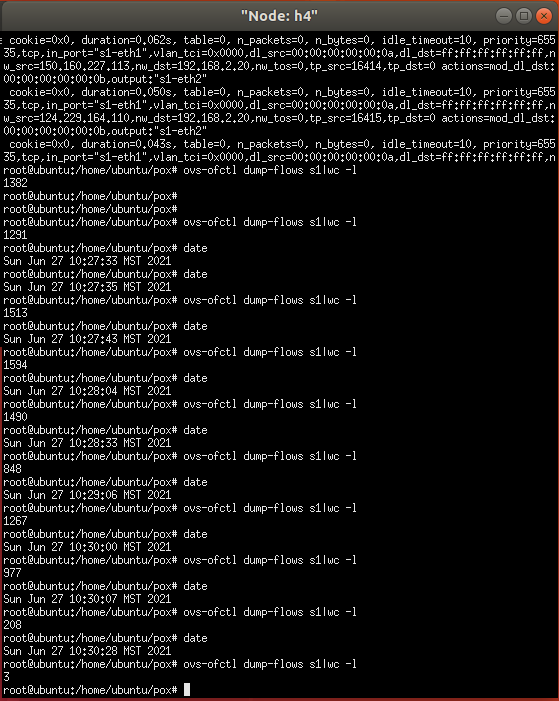 "Node: h4"
cookie=0x0, duration=0.062s, table=0, n_packets=0, n_bytes=0, idle_timeout=10, priority=655
35,tcp,in_port="s1-eth1",vlan_tci=0x0000,dl_src=00:00:00:00:00:0a,dl_dst=ff:ff:ff:ff:ff:ff,n
w_src=150.160.227.113,nw_dst=192.168.2.20,nw_tos=0,tp_src=16414,tp_dst=0 actions=mod_dl_dst:
00:00:00:00:00:0b,output:"s1-eth2"
cookie=0x0, duration=0.050s, table=0, n_packets=0, n_bytes=0, idle_timeout=10, priority=655
35,tcp,in_port="s1-eth1",vlan_tci=0x0000,dl_src=00:00:00:00:00:0a,dl_dst=ff:ff:ff:ff:ff:ff,n
w_src=124.229.164.110,nw_dst=192.168.2.20,nw_tos=0,tp_src=16415,tp_dst=0 actions=mod_dl_dst:
00:00:00:00:00:0b,output:"s1-eth2"
cookie=0x0, duration=0.043s, table=0, n_packets=0, n_bytes=0, idle_timeout=10, priority=655
35,tcp,in_port="s1-eth1",vlan_tci=0x0000,dl_src=00:00:00:00:00:0a,dl_dst=ff:ff:ff:ff:ff:ff,n
root@ubuntu:/home/ubuntu/pox# ovs-ofctl dump-flows s1|wc -l
1382
root@ubuntu:/home/ubuntu/pox#
root@ubuntu:/home/ubuntu/pox#
root@ubuntu:/home/ubuntu/pox# ovs-ofctl dump-flows s1|wc -l
1291
root@ubuntu:/home/ubuntu/pox# date
Sun Jun 27 10:27:33 MST 2021
root@ubuntu:/home/ubuntu/pox# date
Sun Jun 27 10:27:35 MST 2021
root@ubuntu:/home/ubuntu/pox# ovs-ofctl dump-flows s1|wc -l
1513
root@ubuntu:/home/ubuntu/pox# date
Sun Jun 27 10:27:43 MST 2021
root@ubuntu:/home/ubuntu/pox# ovs-ofctl dump-flows s1|wc -l
1594
root@ubuntu:/home/ubuntu/pox# date
Sun Jun 27 10:28:04 MST 2021
root@ubuntu:/home/ubuntu/pox# ovs-ofctl dump-flows s1|wc -l
1490
root@ubuntu:/home/ubuntu/pox# date
Sun Jun 27 10:28:33 MST 2021
root@ubuntu:/home/ubuntu/pox# ovs-ofctl dump-flows s1|wc -l
848
root@ubuntu:/home/ubuntu/pox# date
Sun Jun 27 10:29:06 MST 2021
root@ubuntu:/home/ubuntu/pox# ovs-ofctl dump-flows s1|wc -l
1267
root@ubuntu:/home/ubuntu/pox# date
Sun Jun 27 10:30:00 MST 2021
root@ubuntu:/home/ubuntu/pox# ovs-ofctl dump-flows s1|wc -l
977
root@ubuntu:/home/ubuntu/pox# date
Sun Jun 27 10:30:07 MST 2021
root@ubuntu:/home/ubuntu/pox# ovs-ofctl dump-flows s1|wc -l
208
root@ubuntu:/home/ubuntu/pox# date
Sun Jun 27 10:30:28 MST 2021
root@ubuntu:/home/ubuntu/pox# ovs-ofctl dump-flows s1|wc -l
3
root@ubuntu:/home/ubuntu/pox#